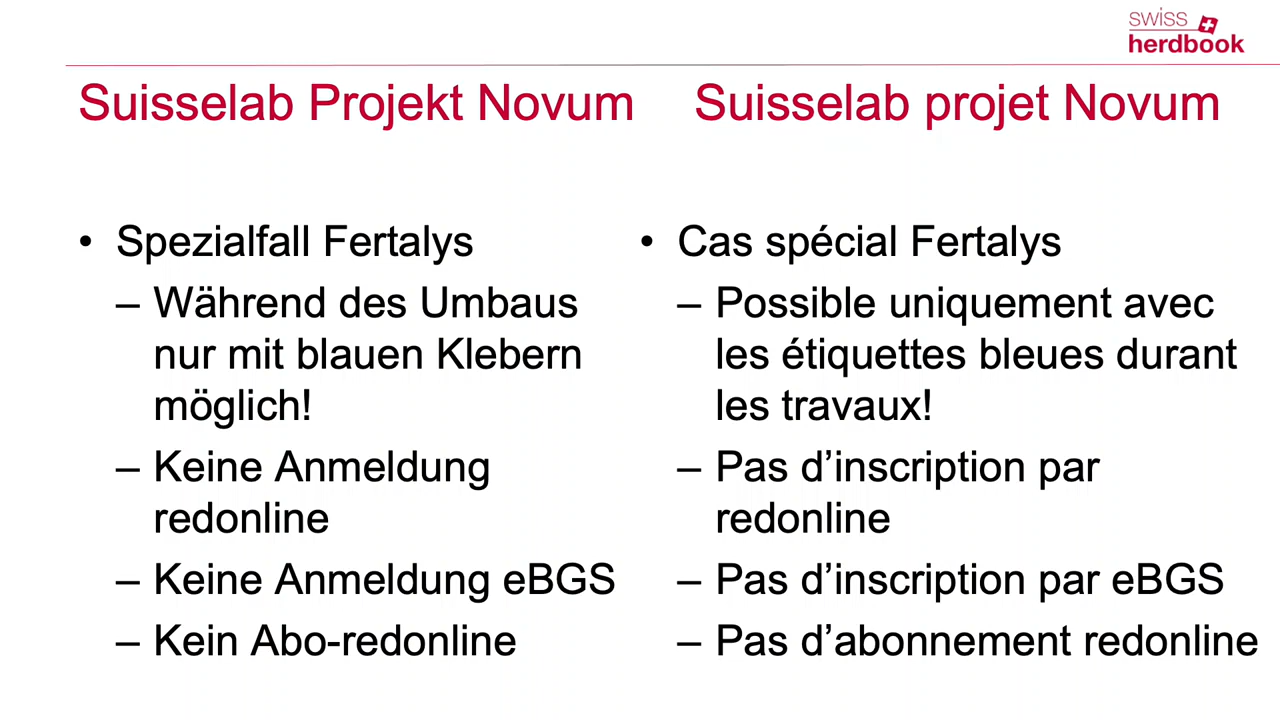 swiss
herdbook
Suisselab Projekt Novum
• Spezialfall Fertalys
– Während des Umbaus
nur mit blauen Klebern
möglich!
– Keine Anmeldung
redonline
– Keine Anmeldung eBGS
– Kein Abo-redonline
Suisselab projet Novum
• Cas spécial Fertalys
– Possible uniquement avec
les étiquettes bleues durant
les travaux!
– Pas d’inscription par
redonline
– Pas d’inscription par eBGS
– Pas d’abonnement redonline